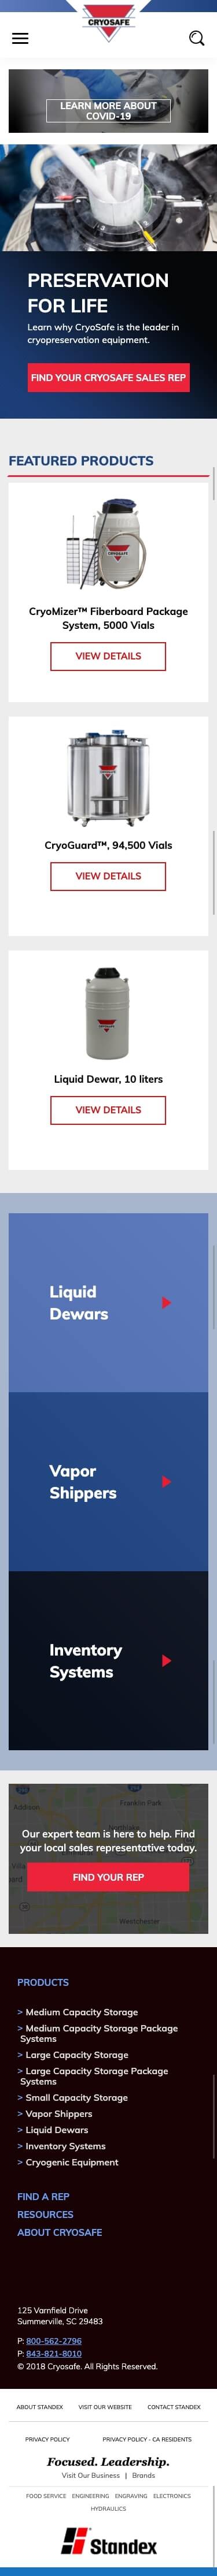 CRYOSAFE
LEARN MORE ABOUT
COVID-19
PRESERVATION
FOR LIFE
Learn why CryoSafe is the leader in
cryopreservation equipment.
FIND YOUR CRYOSAFE SALES REP
FEATURED PRODUCTS
CryoMizer™ Fiberboard Package
System, 5000 Vials
VIEW DETAILS
CryoGuard™, 94,500 Vials
VIEW DETAILS
Liquid Dewar, 10 liters
VIEW DETAILS
Liquid
Dewars
Vapor
Shippers
Inventory
Systems
Addison
Franklin Park
Our expert team is here to help. Find
your local sales representative today.
FIND YOUR REP
Westchester
PRODUCTS
> Medium Capacity Storage
> Medium Capacity Storage Package
Systems
> Large Capacity Storage
> Large Capacity Storage Package
Systems
> Small Capacity Storage
> Vapor Shippers
> Liquid Dewars
> Inventory Systems
> Cryogenic Equipment
FIND A REP
RESOURCES
ABOUT CRYOSAFE
125 Varnfield Drive
Summerville, SC 29483
P: 800-562-2796
P: 843-821-8010
© 2018 Cryosafe. All Rights Reserved.
ABOUT STANDEX VISIT OUR WEBSITE CONTACT STANDEX
PRIVACY POLICY PRIVACY POLICY - CA RESIDENTS
Focused. Leadership.
Visit Our Business | Brands
FOOD SERVICE ENGINEERING ENGRAVING ELECTRONICS
HYDRAULICS
Standex